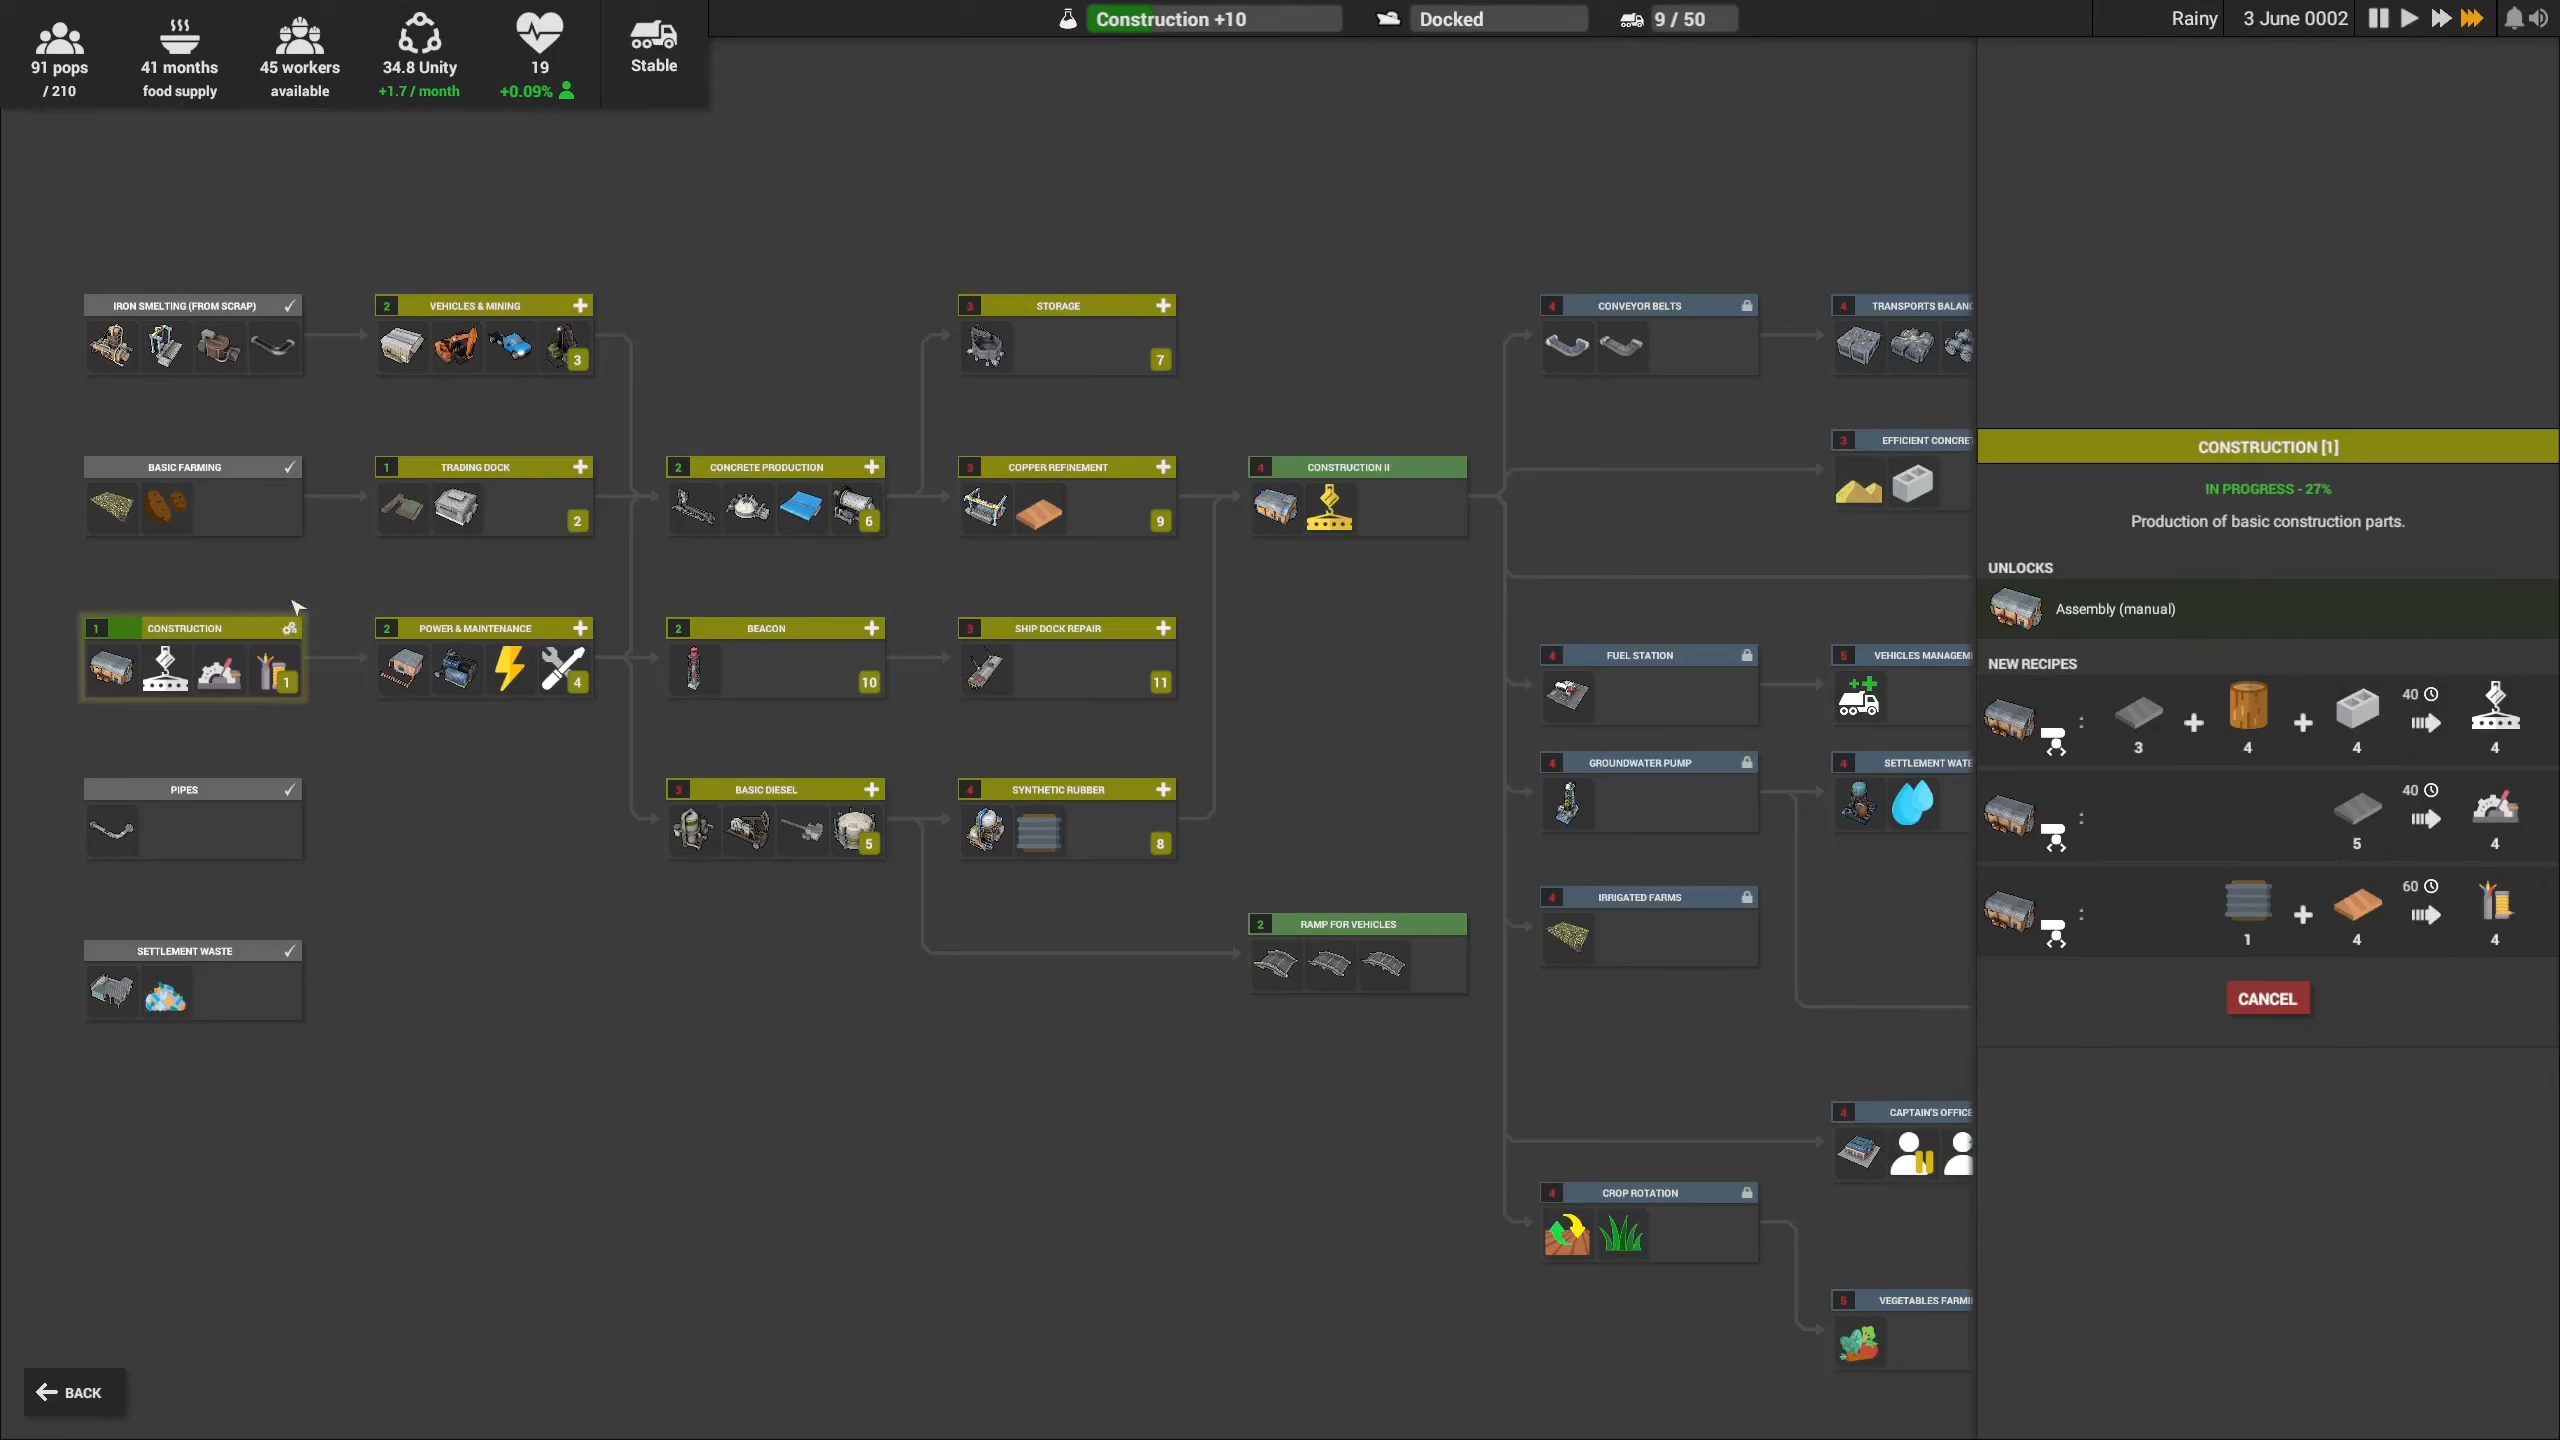 91 pops
/ 210
41 months
food supply
45 workers
available
34.8 Unity
+1.7 / month
19
+0.09%
Stable
Construction +10
Docked
9 / 50
Rainy
3 June 0002
IRON SMELTING (FROM SCRAP)
2 VEHICLES & MINING
3
3 STORAGE
7
4 CONVEYOR BELTS
4 TRANSPORTS BALANC
BASIC FARMING
1 TRADING DOCK
2
2 CONCRETE PRODUCTION
6
3 COPPER REFINEMENT
9
4 CONSTRUCTION II
3 EFFICIENT CONCRE
1 CONSTRUCTION
1
2 POWER & MAINTENANCE
4
2 BEACON
10
3 SHIP DOCK REPAIR
11
4 FUEL STATION
5 VEHICLES MANAGEM
PIPES
3 BASIC DIESEL
5
4 SYNTHETIC RUBBER
8
4 GROUNDWATER PUMP
4 SETTLEMENT WATE
SETTLEMENT WASTE
2 RAMP FOR VEHICLES
4 IRRIGATED FARMS
4 CAPTAIN'S OFFICE
4 CROP ROTATION
5 VEGETABLES FARMI
CONSTRUCTION [1]
IN PROGRESS - 27%
Production of basic construction parts.
UNLOCKS
Assembly (manual)
NEW RECIPES
: 3 + 4 + 4 40 4
: 5 40 4
: 1 + 4 60 4
CANCEL
BACK